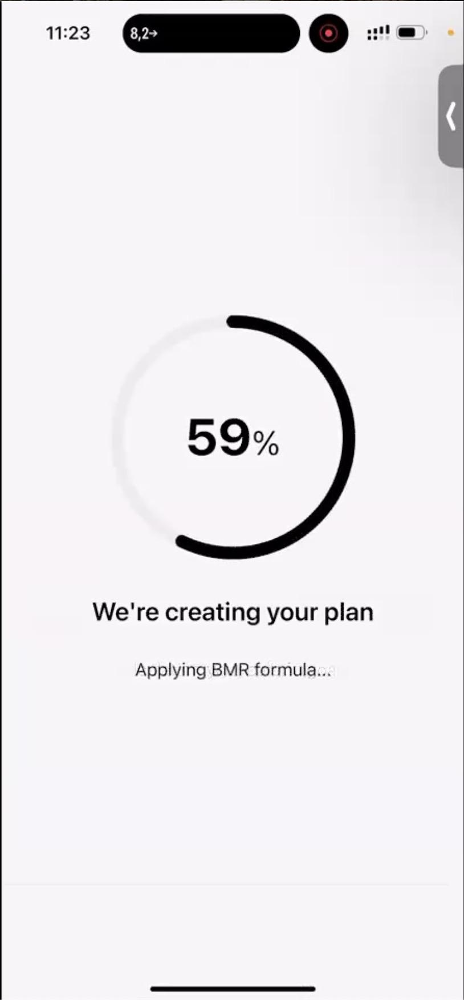 11:23
8,2→
59%
We're creating your plan
Applying BMR formula...